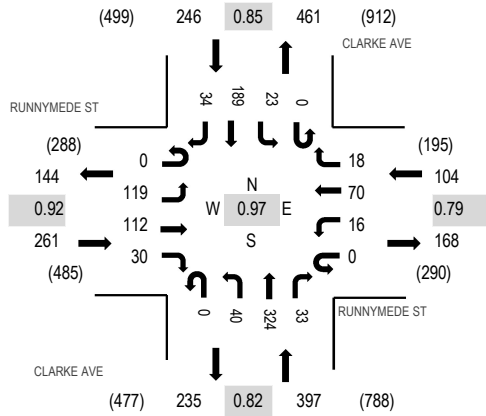 (499) 246 0.85 461 (912)
CLARKE AVE
RUNNYMEDE ST
34 189 23 0
(288) (195)
144 0 18 104
119 N 70
0.92 W 0.97 E 0.79
112 16
261 S 168
30 0
(485) (290)
0 40 324 33
RUNNYMEDE ST
CLARKE AVE
(477) 235 0.82 397 (788)